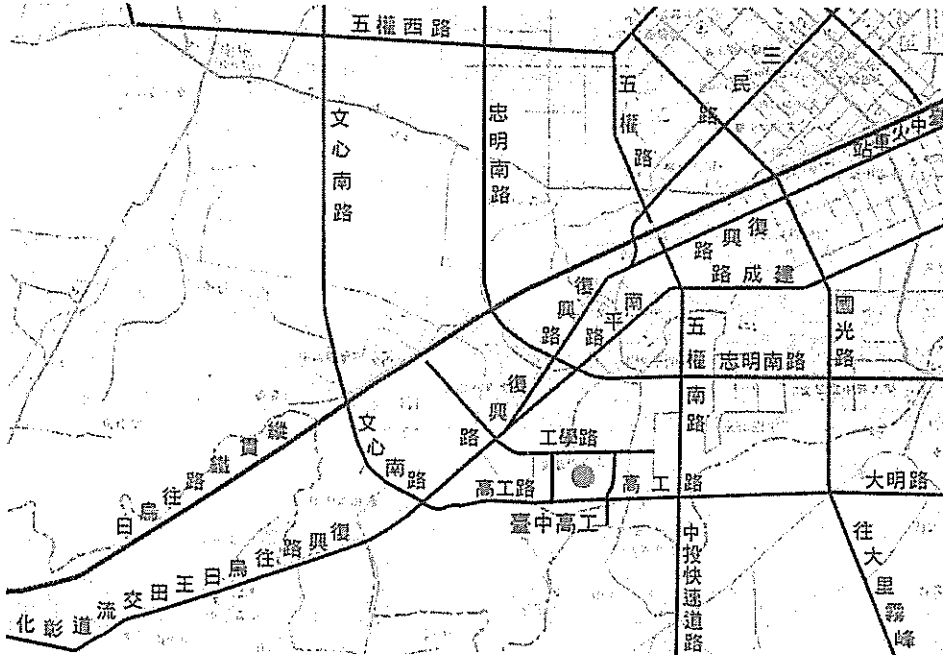 五權西路
三民路
五權路
文心南路
忠明南路
臺中火車站
復興路
建成路
復興路
南平路
國光路
五權南路
忠明南路
復興路
文心南路
工學路
縱貫鐵路往烏日
高工路
高工路
大明路
臺中高工
復興路往烏日王田交流道彰化
中投快速道路
往大里霧峰